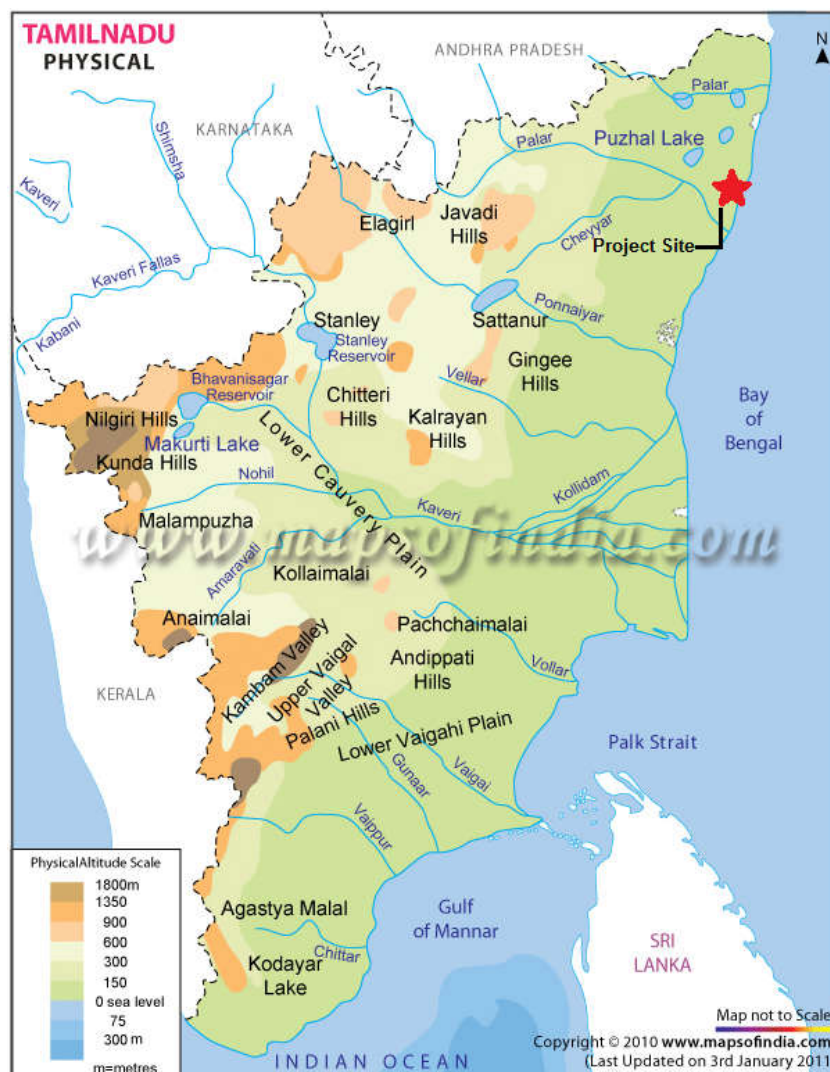 TAMILNADU
PHYSICAL
ANDHRA PRADESH
N
KARNATAKA
Shimsha
Kaveri
Palar
Palar
Puzhal Lake
Elagirl
Javadi
Hills
Cheyyar
Project Site
Kaveri Fallas
Kabani
Stanley
Stanley
Reservoir
Sattanur
Ponnaiyar
Gingee
Hills
Vellar
Bhavanisagar
Reservoir
Chitteri
Hills
Kalrayan
Hills
Bay
of
Bengal
Nilgiri Hills
Makurti Lake
Kunda Hills
Lower Cauvery Plain
Nohil
Kaveri
Kollidam
Malampuzha
www.mapsofindia.com
Amaravati
Kollaimalai
Anaimalai
Pachchaimalai
Kambam Valley
Upper Vaigal
Valley
Andippati
Hills
Vollar
KERALA
Palani Hills
Lower Vaigahi Plain
Gunaar
Vaigai
Palk Strait
Vaippur
PhysicalAltitude Scale
1800m
1350
900
600
300
150
0 sea level
75
300 m
m=metres
Agastya Malal
Gulf
of Mannar
Chittar
Kodayar
Lake
SRI
LANKA
Map not to Scale
Copyright © 2010 www.mapsofindia.com
(Last Updated on 3rd January 2011)
INDIAN OCEAN